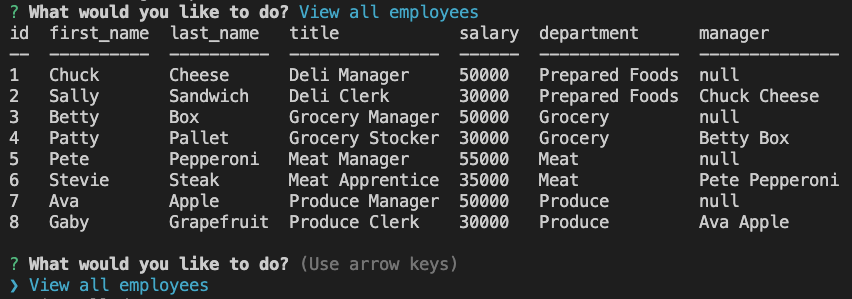 ? What would you like to do? View all employees
id  first_name  last_name   title            salary  department      manager
--  ----------  ----------  ---------------  ------  --------------  --------------
1   Chuck       Cheese      Deli Manager     50000   Prepared Foods  null
2   Sally       Sandwich    Deli Clerk       30000   Prepared Foods  Chuck Cheese
3   Betty       Box         Grocery Manager  50000   Grocery         null
4   Patty       Pallet      Grocery Stocker  30000   Grocery         Betty Box
5   Pete        Pepperoni   Meat Manager     55000   Meat            null
6   Stevie      Steak       Meat Apprentice  35000   Meat            Pete Pepperoni
7   Ava         Apple       Produce Manager  50000   Produce         null
8   Gaby        Grapefruit  Produce Clerk    30000   Produce         Ava Apple
? What would you like to do? (Use arrow keys)
❯ View all employees